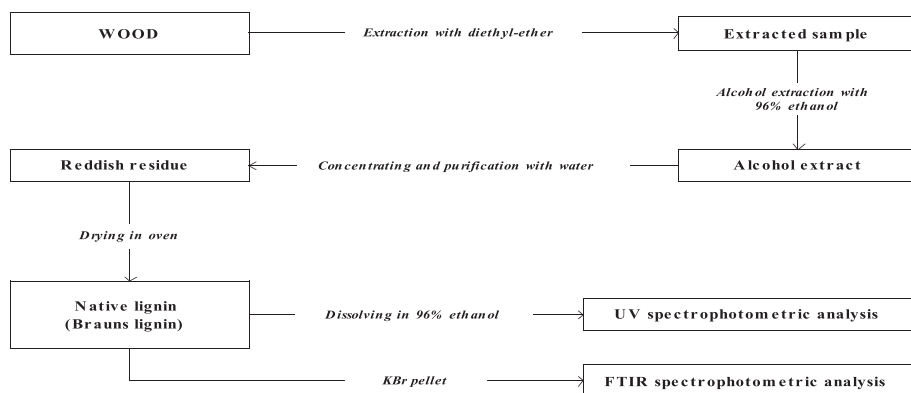 WOOD
Extraction with diethyl-ether
Extracted sample
Alcohol extraction with
96% ethanol
Alcohol extract
Concentrating and purification with water
Reddish residue
Drying in oven
Native lignin
(Brauns lignin)
Dissolving in 96% ethanol
UV spectrophotometric analysis
KBr pellet
FTIR spectrophotometric analysis